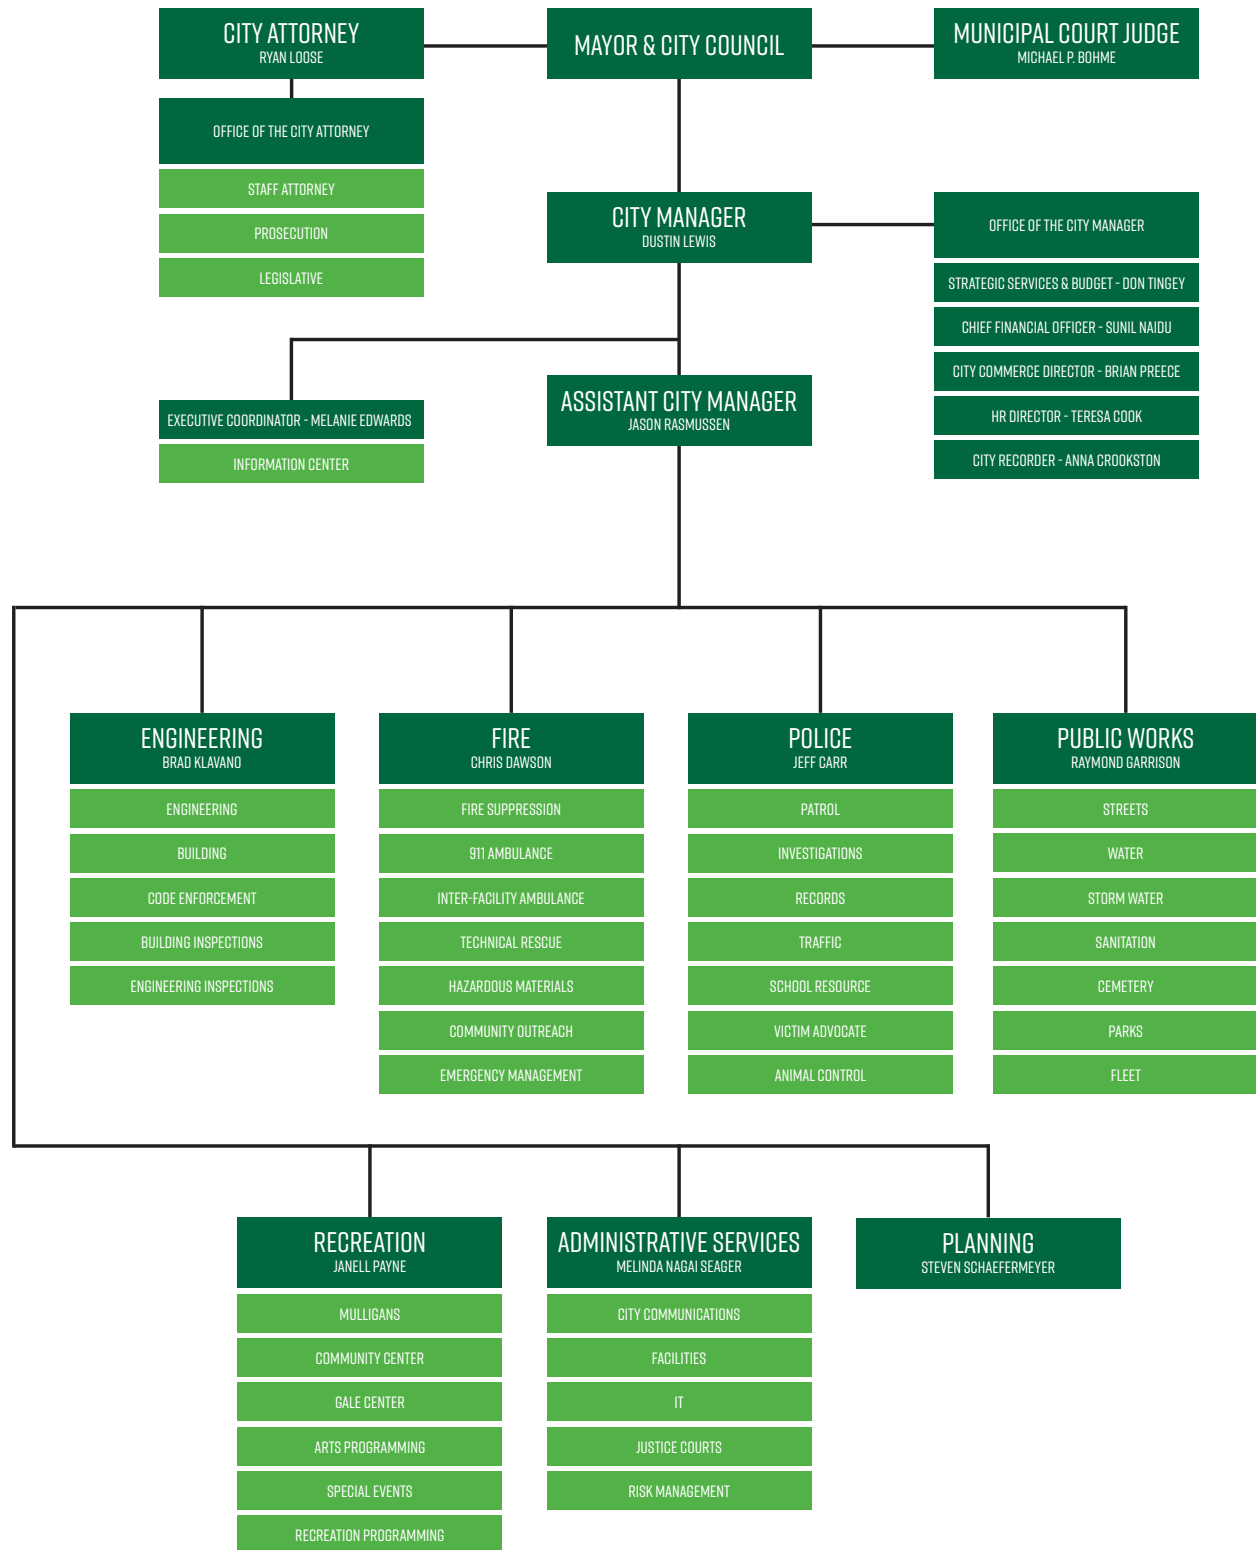 CITY ATTORNEY
RYAN LOOSE
MAYOR & CITY COUNCIL
MUNICIPAL COURT JUDGE
MICHAEL P. BOHME
OFFICE OF THE CITY ATTORNEY
STAFF ATTORNEY
PROSECUTION
LEGISLATIVE
CITY MANAGER
DUSTIN LEWIS
OFFICE OF THE CITY MANAGER
STRATEGIC SERVICES & BUDGET - DON TINGEY
CHIEF FINANCIAL OFFICER - SUNIL NAIDU
CITY COMMERCE DIRECTOR - BRIAN PREECE
HR DIRECTOR - TERESA COOK
CITY RECORDER - ANNA CROOKSTON
EXECUTIVE COORDINATOR - MELANIE EDWARDS
INFORMATION CENTER
ASSISTANT CITY MANAGER
JASON RASMUSSEN
ENGINEERING
BRAD KLAVANO
ENGINEERING
BUILDING
CODE ENFORCEMENT
BUILDING INSPECTIONS
ENGINEERING INSPECTIONS
FIRE
CHRIS DAWSON
FIRE SUPPRESSION
911 AMBULANCE
INTER-FACILITY AMBULANCE
TECHNICAL RESCUE
HAZARDOUS MATERIALS
COMMUNITY OUTREACH
EMERGENCY MANAGEMENT
POLICE
JEFF CARR
PATROL
INVESTIGATIONS
RECORDS
TRAFFIC
SCHOOL RESOURCE
VICTIM ADVOCATE
ANIMAL CONTROL
PUBLIC WORKS
RAYMOND GARRISON
STREETS
WATER
STORM WATER
SANITATION
CEMETERY
PARKS
FLEET
RECREATION
JANELL PAYNE
MULLIGANS
COMMUNITY CENTER
GALE CENTER
ARTS PROGRAMMING
SPECIAL EVENTS
RECREATION PROGRAMMING
ADMINISTRATIVE SERVICES
MELINDA NAGAI SEAGER
CITY COMMUNICATIONS
FACILITIES
IT
JUSTICE COURTS
RISK MANAGEMENT
PLANNING
STEVEN SCHAEFERMEYER